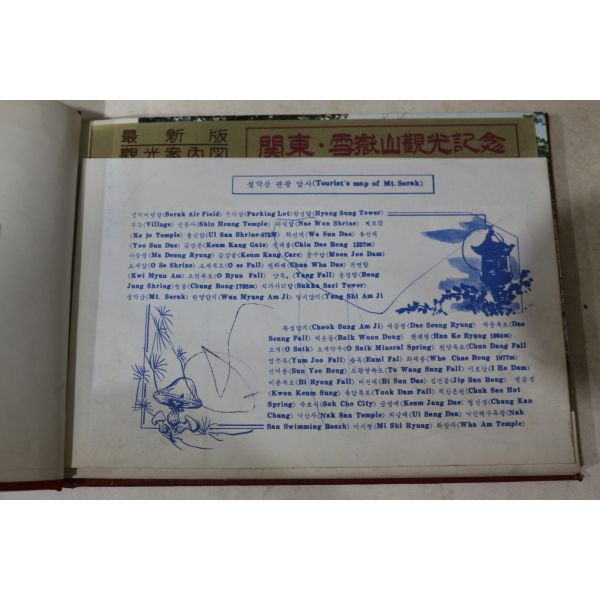 最新版
觀光案內図
関東·雪嶽山觀光記念
설악산 관광 답사(Tourist's map of Mt.Sorak)
설악비행장(Sorak Air Field) 주차장(Parking Lot)향성탑(Hyang Sung Tower)
부락(Village) 신흥사(Shin Heung Temple) 내원암(Nae Won Shrine) 계조암
(Ke jo Temple) 울산암(Ul San Shrine-873M) 와선대(Wa Sun Dae) 유선대
(Yoo Sun Dae) 금강문(Keum Kang Gate) 진대봉(Chin Dae Bong 1327m)
마등령(Ma Deung Ryung) 금강굴(Keum Kang Care) 문주담(Moon Joo Dam)
오세암(O Se Shrine) 오세폭포(O se Fall) 천화대(Chun Wha Dae) 귀면암
(Kwi Myun Am) 오련폭포(O Ryun Fall) 양폭(Yang Fall) 봉정암(Bong
Jung Shring) 청봉(Chung Bong-1708m) 석가사리탑(Sukka Sari Tower)
설악산(Mt. Sorak) 원명암지(Wun Myung Am Ji) 영시암지(Yung Shi Am Ji)
축성암지(Chook Sung Am Ji) 대승령(Dae Seung Ryung) 대승폭포(Dae
Seung Fall) 백운동(Baik Woon Dong) 한계령(Han Ke Ryung 1004m)
오색(O Saik) 오색약수(O Saik Mineral Spring) 원당폭포(Chun Dang Fall
염주폭(Yum Joo Fall) 음폭(Euml Fal) 화채봉(Wha Chae Bong 1977m)
선녀봉(Sun Yeo Bong) 토왕성폭포(To Wang Sung Fall) 이호담(I Ho Dam)
비룡폭포(Bi Ryong Fall) 비선대(Bi Sun Dae) 집선봉(Jip Sun Bong) 권금성
(Kwon Keum Sung) 육담폭포(Yook Dam Fall) 척산온천(Chuk San Hot
Spring) 속초시(Suk Cho City) 금장대(Keum Jang Dae) 청간정(Chung Kan
Chung) 낙산사(Nak San Temple) 의상대(Ui Sang Dea) 낙산해수욕장(Nak
San Swimming Beach) 미시령(Mi Shi Ryung) 화암사(Wha Am Temple)